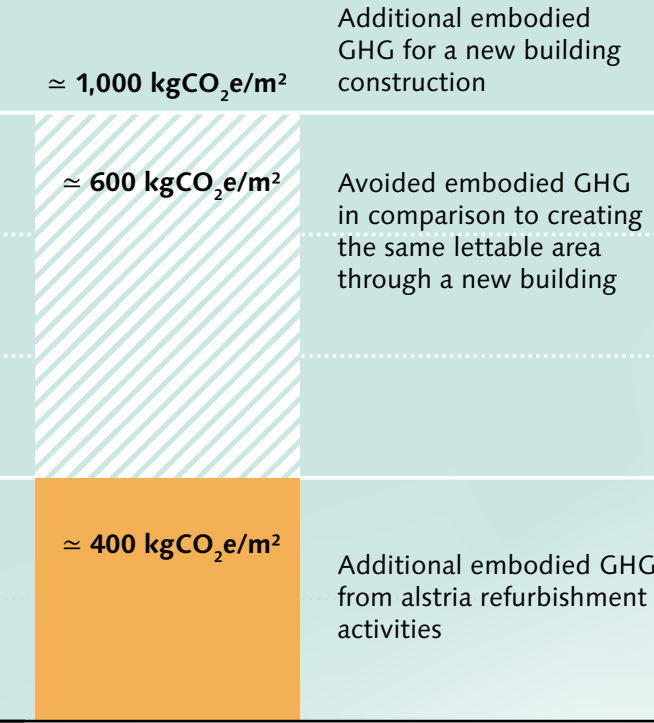 ≃ 1,000 kgCO₂e/m²
Additional embodied
GHG for a new building
construction
≃ 600 kgCO₂e/m²
Avoided embodied GHG
in comparison to creating
the same lettable area
through a new building
≃ 400 kgCO₂e/m²
Additional embodied GHG
from alstria refurbishment
activities